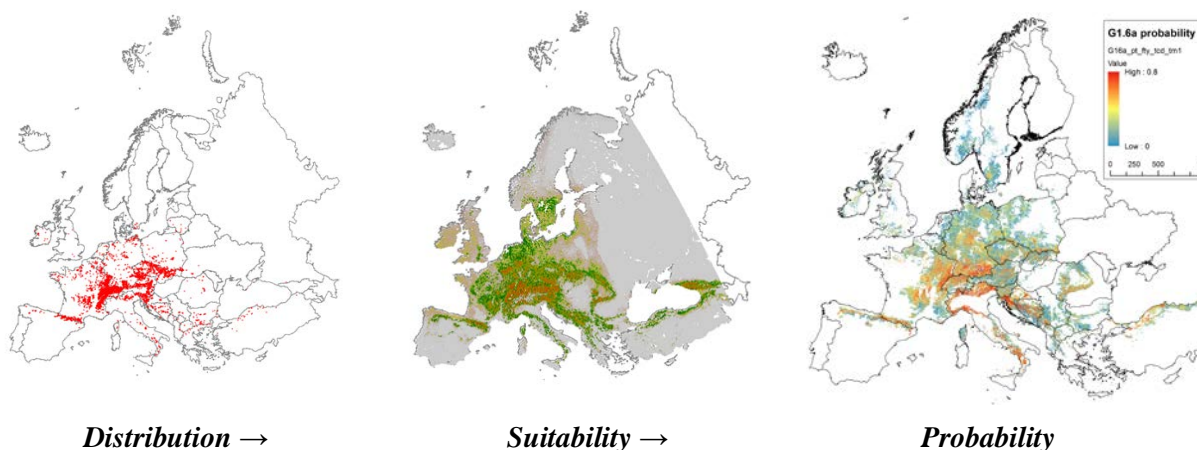 G1.6a probability
G16a_pt_fty_tcd_tm1
Value
High : 0.8
Low : 0
0 250 500
Distribution →
Suitability →
Probability